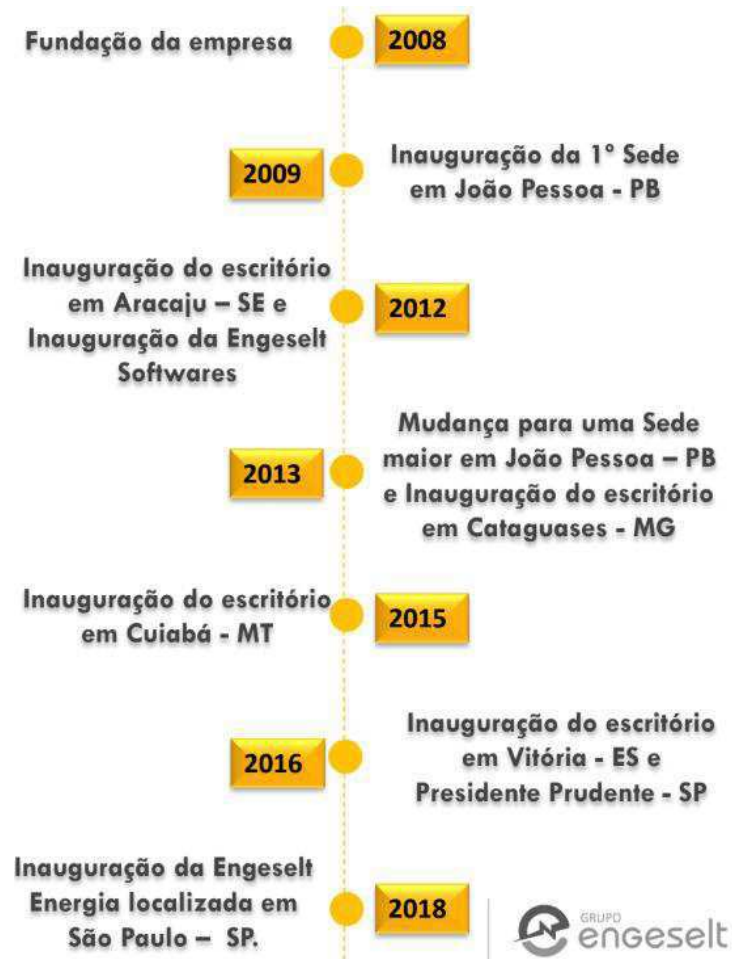 Fundação da empresa
2008
2009
Inauguração da 1º Sede
em João Pessoa - PB
Inauguração do escritório
em Aracaju – SE e
Inauguração da Engeselt
Softwares
2012
2013
Mudança para uma Sede
maior em João Pessoa – PB
e Inauguração do escritório
em Cataguases - MG
Inauguração do escritório
em Cuiabá - MT
2015
2016
Inauguração do escritório
em Vitória - ES e
Presidente Prudente - SP
Inauguração da Engeselt
Energia localizada em
São Paulo – SP.
2018
GRUPO
engeselt